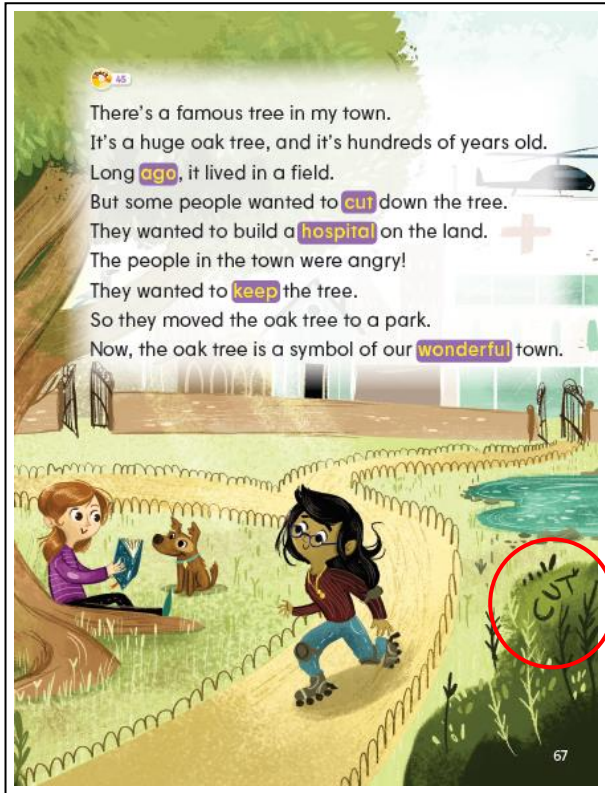 45
There's a famous tree in my town.
It's a huge oak tree, and it's hundreds of years old.
Long ago, it lived in a field.
But some people wanted to cut down the tree.
They wanted to build a hospital on the land.
The people in the town were angry!
They wanted to keep the tree.
So they moved the oak tree to a park.
Now, the oak tree is a symbol of our wonderful town.
CUT
67